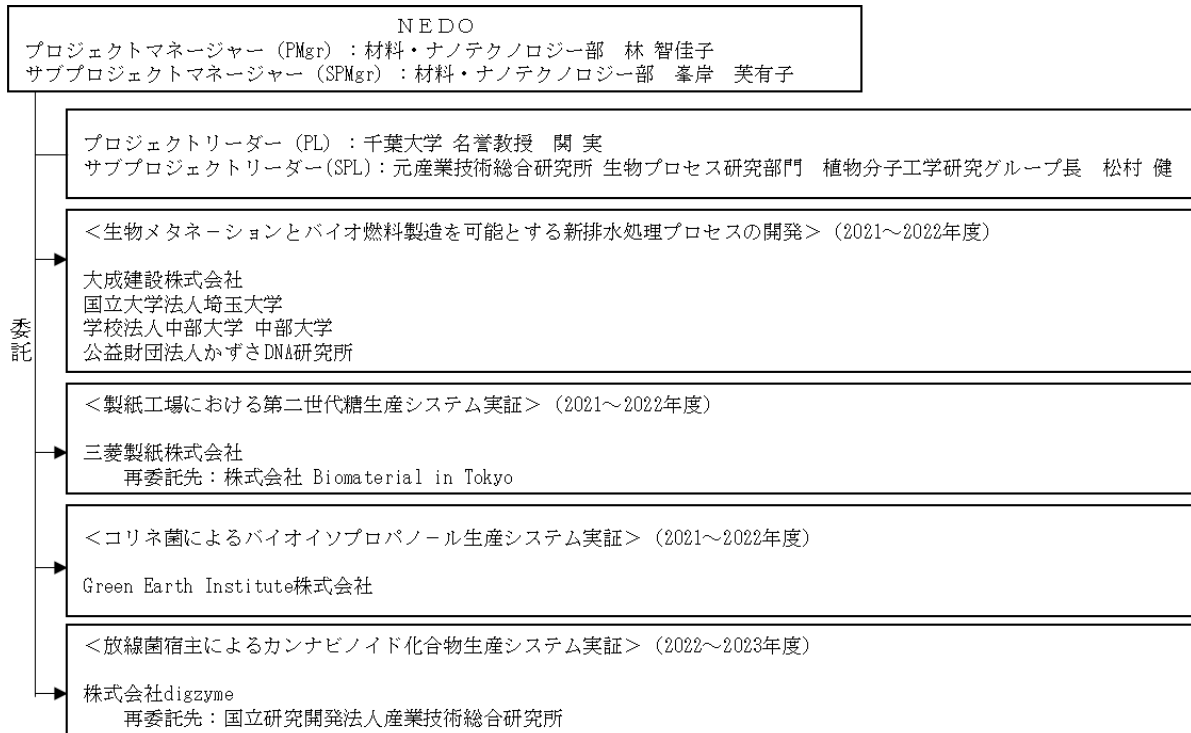 ＮＥＤＯ
プロジェクトマネージャー (PMgr) ：材料・ナノテクノロジー部　林 智佳子
サブプロジェクトマネージャー (SPMgr) ：材料・ナノテクノロジー部　峯岸　芙有子
プロジェクトリーダー (PL) ：千葉大学 名誉教授　関 実
サブプロジェクトリーダー(SPL)：元産業技術総合研究所 生物プロセス研究部門　植物分子工学研究グループ長　松村 健
＜生物メタネーションとバイオ燃料製造を可能とする新排水処理プロセスの開発＞ (2021～2022年度)
大成建設株式会社
国立大学法人埼玉大学
学校法人中部大学 中部大学
公益財団法人かずさDNA研究所
委託
＜製紙工場における第二世代糖生産システム実証＞ (2021～2022年度)
三菱製紙株式会社
再委託先：株式会社 Biomaterial in Tokyo
＜コリネ菌によるバイオイソプロパノール生産システム実証＞ (2021～2022年度)
Green Earth Institute株式会社
＜放線菌宿主によるカンナビノイド化合物生産システム実証＞ (2022～2023年度)
株式会社digzyme
再委託先：国立研究開発法人産業技術総合研究所